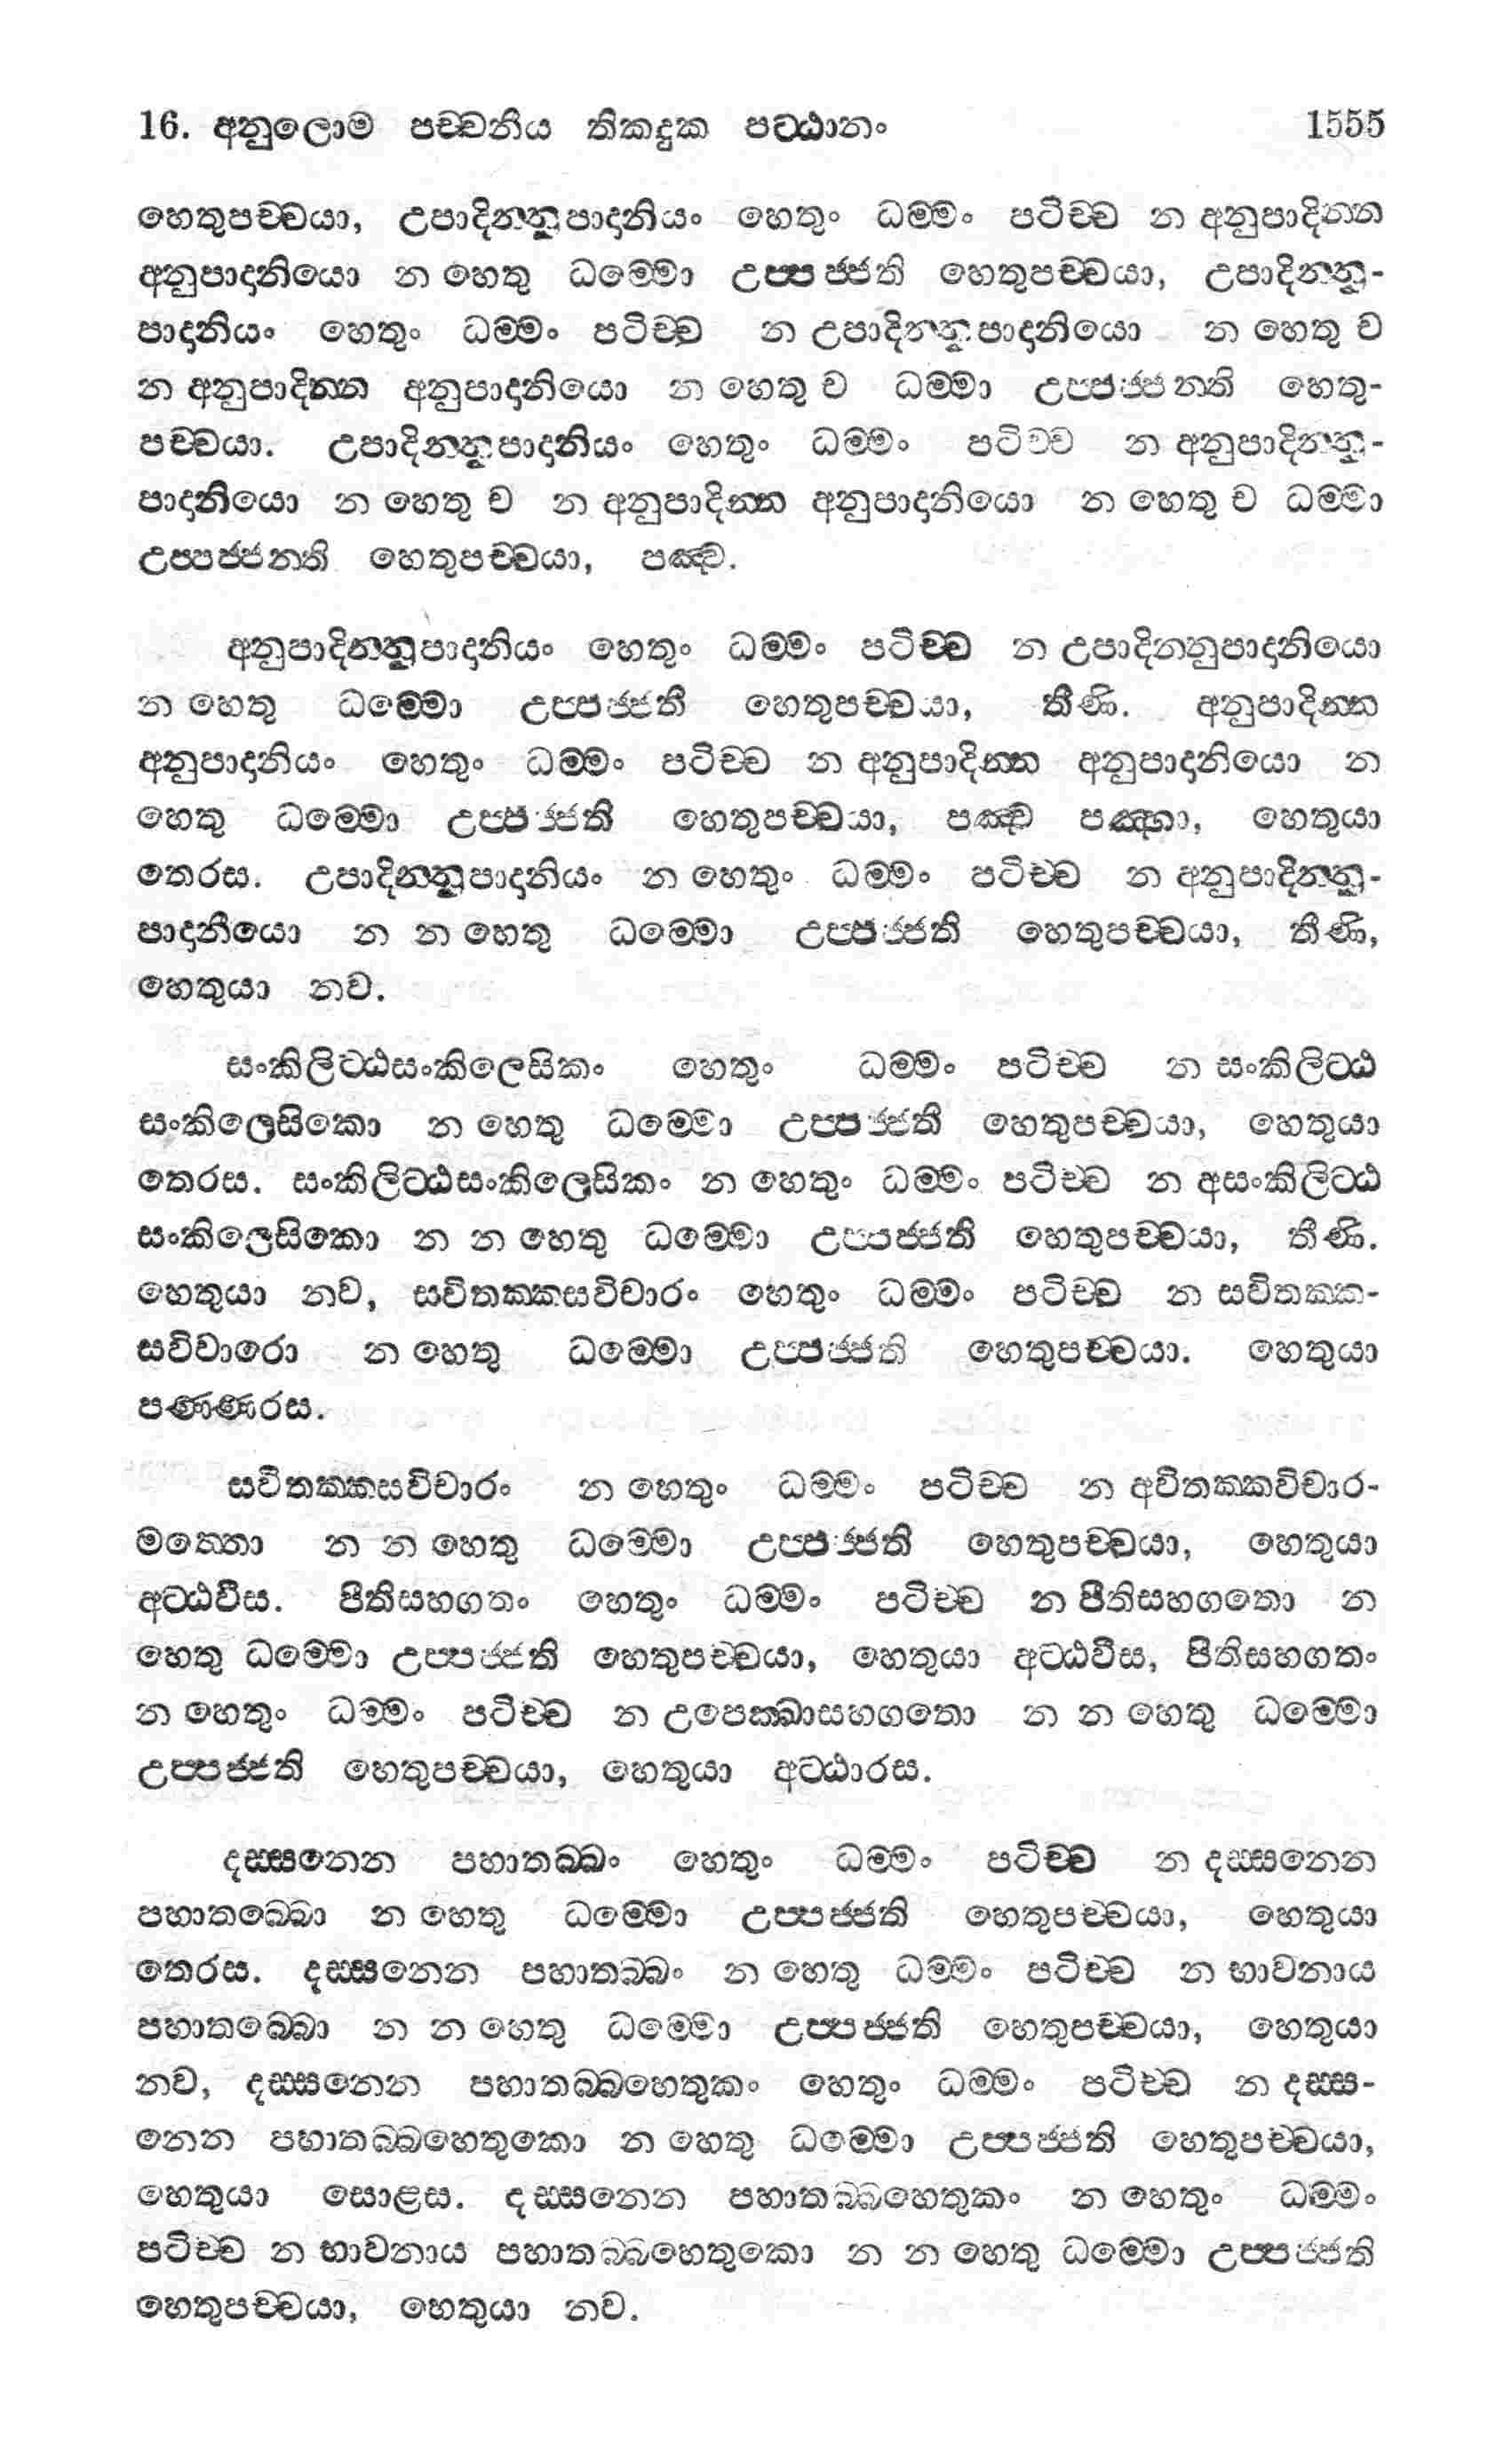 16. අනුලොම පච්චනීය තිකදුක පට්ඨානං 1555
හෙතුපච්චයා, උපාදින්නුපාදානියං හෙතුං ධම්මං පටිච්ච න අනුපාදින්න
අනුපාදානියො න හෙතු ධම්මො උප්පජ්ජති හෙතුපච්චයා, උපාදින්නු-
පාදානියං හෙතුං ධම්මං පටිච්ච න උපාදින්නුපාදානියො න හෙතු ච
න අනුපාදින්න අනුපාදානියො න හෙතු ච ධම්මා උප්පජ්ජන්ති හෙතු-
පච්චයා. උපාදින්නුපාදානියං හෙතුං ධම්මං පටිච්ච න අනුපාදින්නු-
පාදානියො න හෙතු ච න අනුපාදින්න අනුපාදානියො න හෙතු ච ධම්මා
උප්පජ්ජන්ති හෙතුපච්චයා, පඤ්ච.
අනුපාදින්නුපාදානියං හෙතුං ධම්මං පටිච්ච න උපාදිනනුපාදානියො
න හෙතු ධම්මො උප්පජ්ජති හෙතුපච්චයා, තීණි. අනුපාදින්න
අනුපාදානියං හෙතුං ධම්මං පටිච්ච න අනුපාදින්න අනුපාදානියො න
හෙතු ධම්මො උප්පජ්ජති හෙතුපච්චයා, පඤ්ච පඤ්හා, හෙතුයා
තෙරස. උපාදින්නුපාදානියං න හෙතුං ධම්මං පටිච්ච න අනුපාදින්නු-
පාදානියො න න හෙතු ධම්මො උප්පජ්ජති හෙතුපච්චයා, තීණි,
හෙතුයා නව.
සංකිලිට්ඨසංකිලෙසිකං හෙතුං ධම්මං පටිච්ච න සංකිලිට්ඨ
සංකිලෙසිකො න හෙතු ධම්මො උප්පජ්ජති හෙතුපච්චයා, හෙතුයා
තෙරස. සංකිලිට්ඨසංකිලෙසිකං න හෙතුං ධම්මං පටිච්ච න අසංකිලිට්ඨ
සංකිලෙසිකො න න හෙතු ධම්මො උප්පජ්ජති හෙතුපච්චයා, තීණි.
හෙතුයා නව, සවිතක්කසවිචාරං හෙතුං ධම්මං පටිච්ච න සවිතක්ක-
සවිචාරො න හෙතු ධම්මො උප්පජ්ජති හෙතුපච්චයා. හෙතුයා
පණ්ණරස.
සවිතක්කසවිචාරං න හෙතුං ධම්මං පටිච්ච න අවිතක්කවිචාර-
මත්තො න න හෙතු ධම්මො උප්පජ්ජති හෙතුපච්චයා, හෙතුයා
අට්ඨවීස. පීතිසහගතං හෙතුං ධම්මං පටිච්ච න පීතිසහගතො න
හෙතු ධම්මො උප්පජ්ජති හෙතුපච්චයා, හෙතුයා අට්ඨවීස, පීතිසහගතං
න හෙතුං ධම්මං පටිච්ච න උපෙක්ඛාසහගතො න න හෙතු ධම්මො
උප්පජ්ජති හෙතුපච්චයා, හෙතුයා අට්ඨාරස.
දස්සනෙන පහාතබ්බං හෙතුං ධම්මං පටිච්ච න දස්සනෙන
පහාතබ්බො න හෙතු ධම්මො උප්පජ්ජති හෙතුපච්චයා, හෙතුයා
තෙරස. දස්සනෙන පහාතබ්බං න හෙතු ධම්මං පටිච්ච න භාවනාය
පහාතබ්බො න න හෙතු ධම්මො උප්පජ්ජති හෙතුපච්චයා, හෙතුයා
නව, දස්සනෙන පහාතබ්බහෙතුකං හෙතුං ධම්මං පටිච්ච න දස්ස-
නෙන පහාතබ්බහෙතුකො න හෙතු ධම්මො උප්පජ්ජති හෙතුපච්චයා,
හෙතුයා සොළස. දස්සනෙන පහාතබ්බහෙතුකං න හෙතුං ධම්මං
පටිච්ච න භාවනාය පහාතබ්බහෙතුකො න න හෙතු ධම්මො උප්පජ්ජති
හෙතුපච්චයා, හෙතුයා නව.